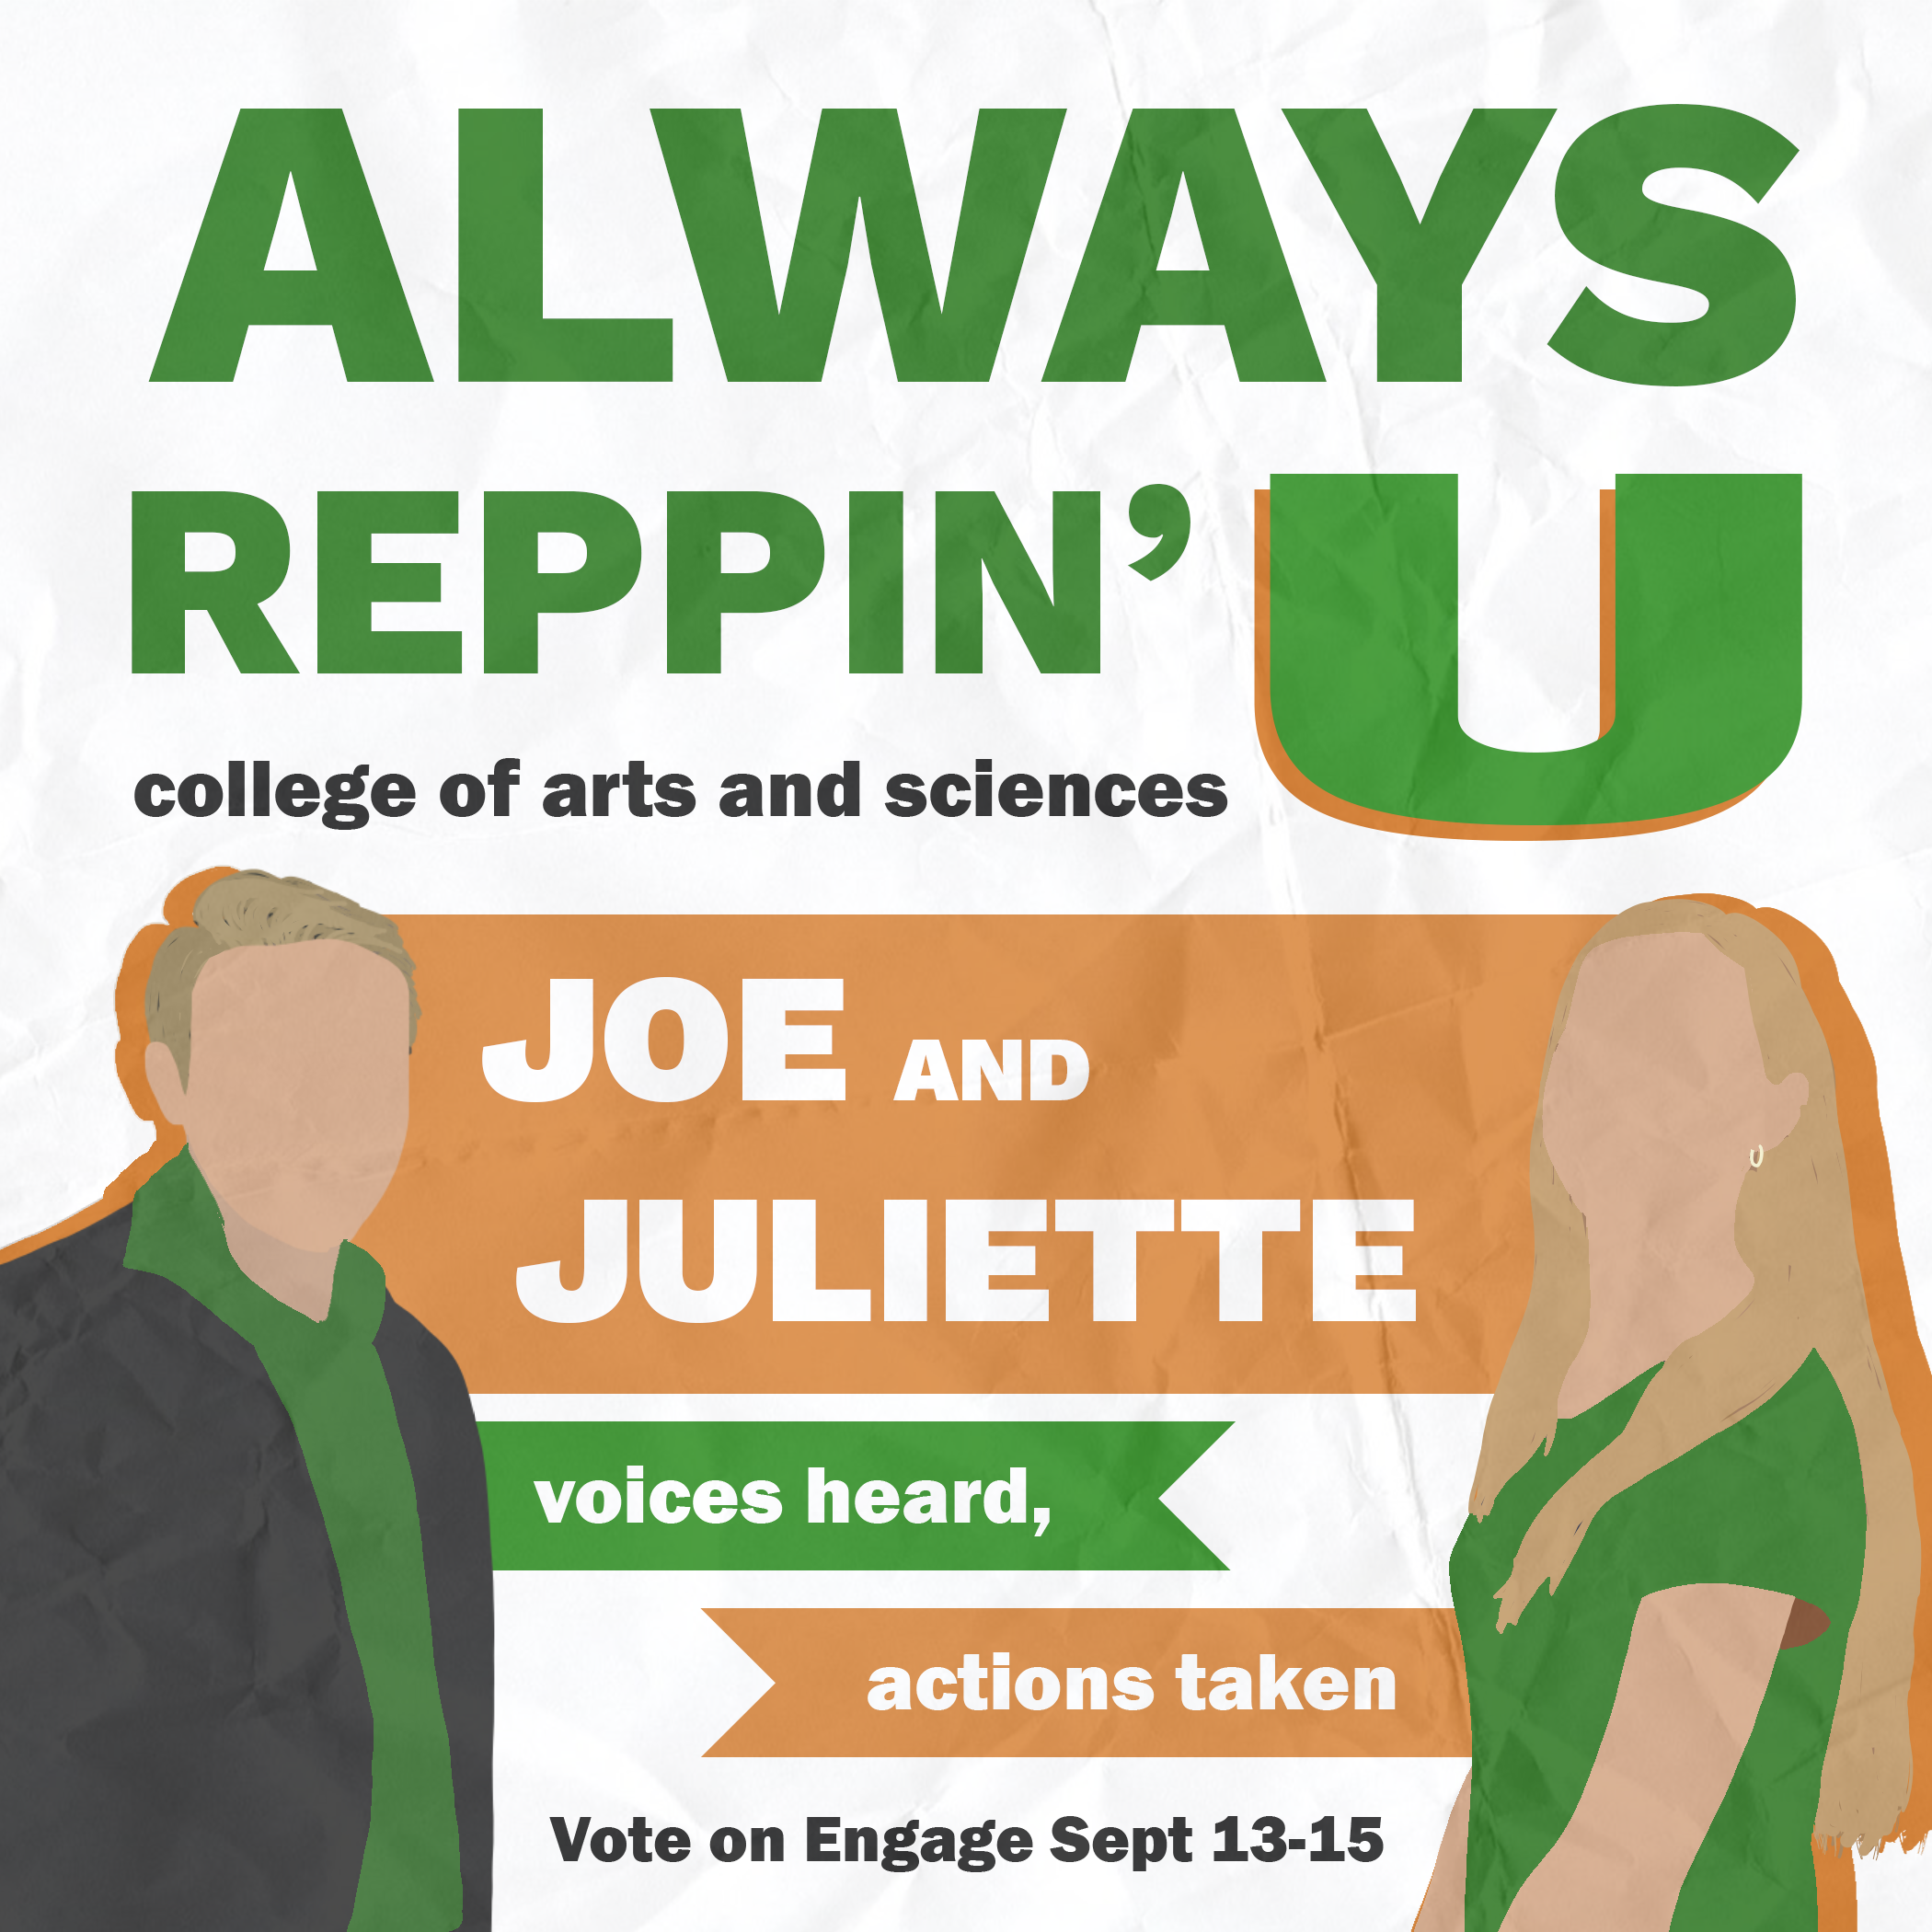 ALWAYS
REPPIN’ U
college of arts and sciences
JOE AND
JULIETTE
voices heard,
actions taken
Vote on Engage Sept 13-15